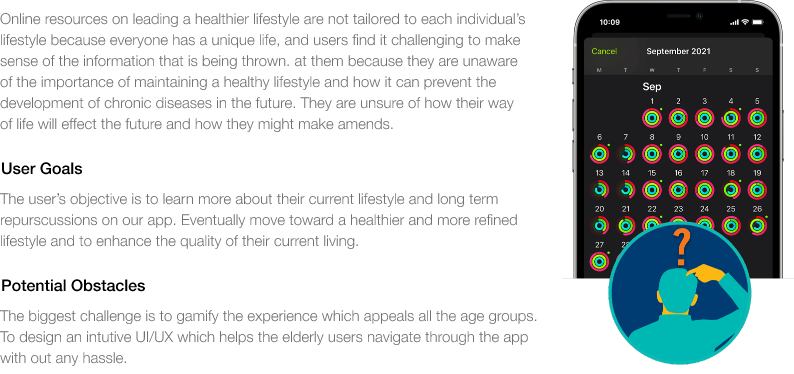 Online resources on leading a healthier lifestyle are not tailored to each individual's
lifestyle because everyone has a unique life, and users find it challenging to make
sense of the information that is being thrown. at them because they are unaware
of the importance of maintaining a healthy lifestyle and how it can prevent the
development of chronic diseases in the future. They are unsure of how their way
of life will effect the future and how they might make amends.
User Goals
The user's objective is to learn more about their current lifestyle and long term
repurscussions on our app. Eventually move toward a healthier and more refined
lifestyle and to enhance the quality of their current living.
Potential Obstacles
The biggest challenge is to gamify the experience which appeals all the age groups.
To design an intutive UI/UX which helps the elderly users navigate through the app
with out any hassle.
10:09
Cancel September 2021
M T W T F S S
Sep
1 2 3 4 5
6 7 8 9 10 11 12
13 14 15 16 17 18 19
20 21 22 23 24 25 26
27
?